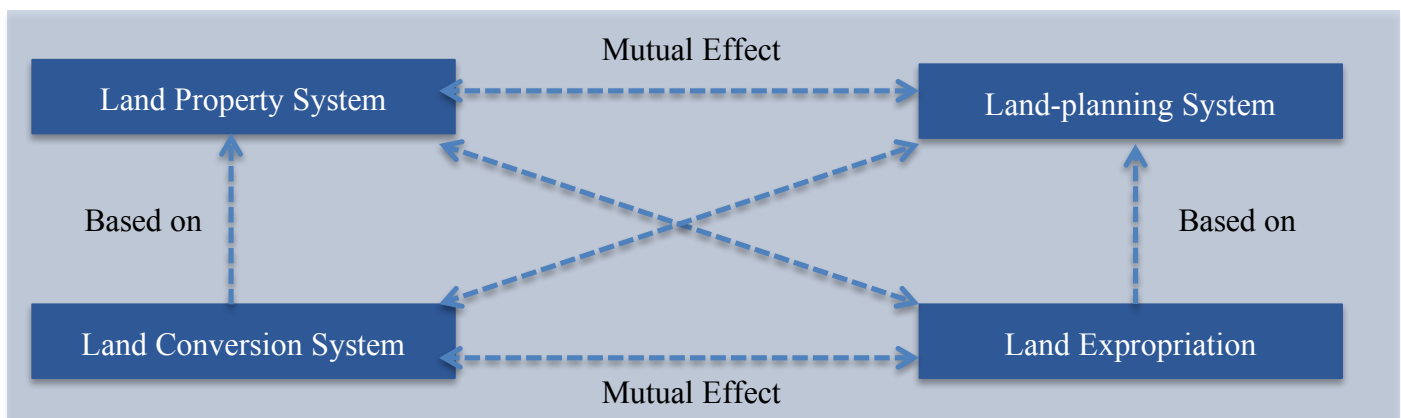 Mutual Effect
Land Property System
Land-planning System
Based on
Based on
Land Conversion System
Land Expropriation
Mutual Effect